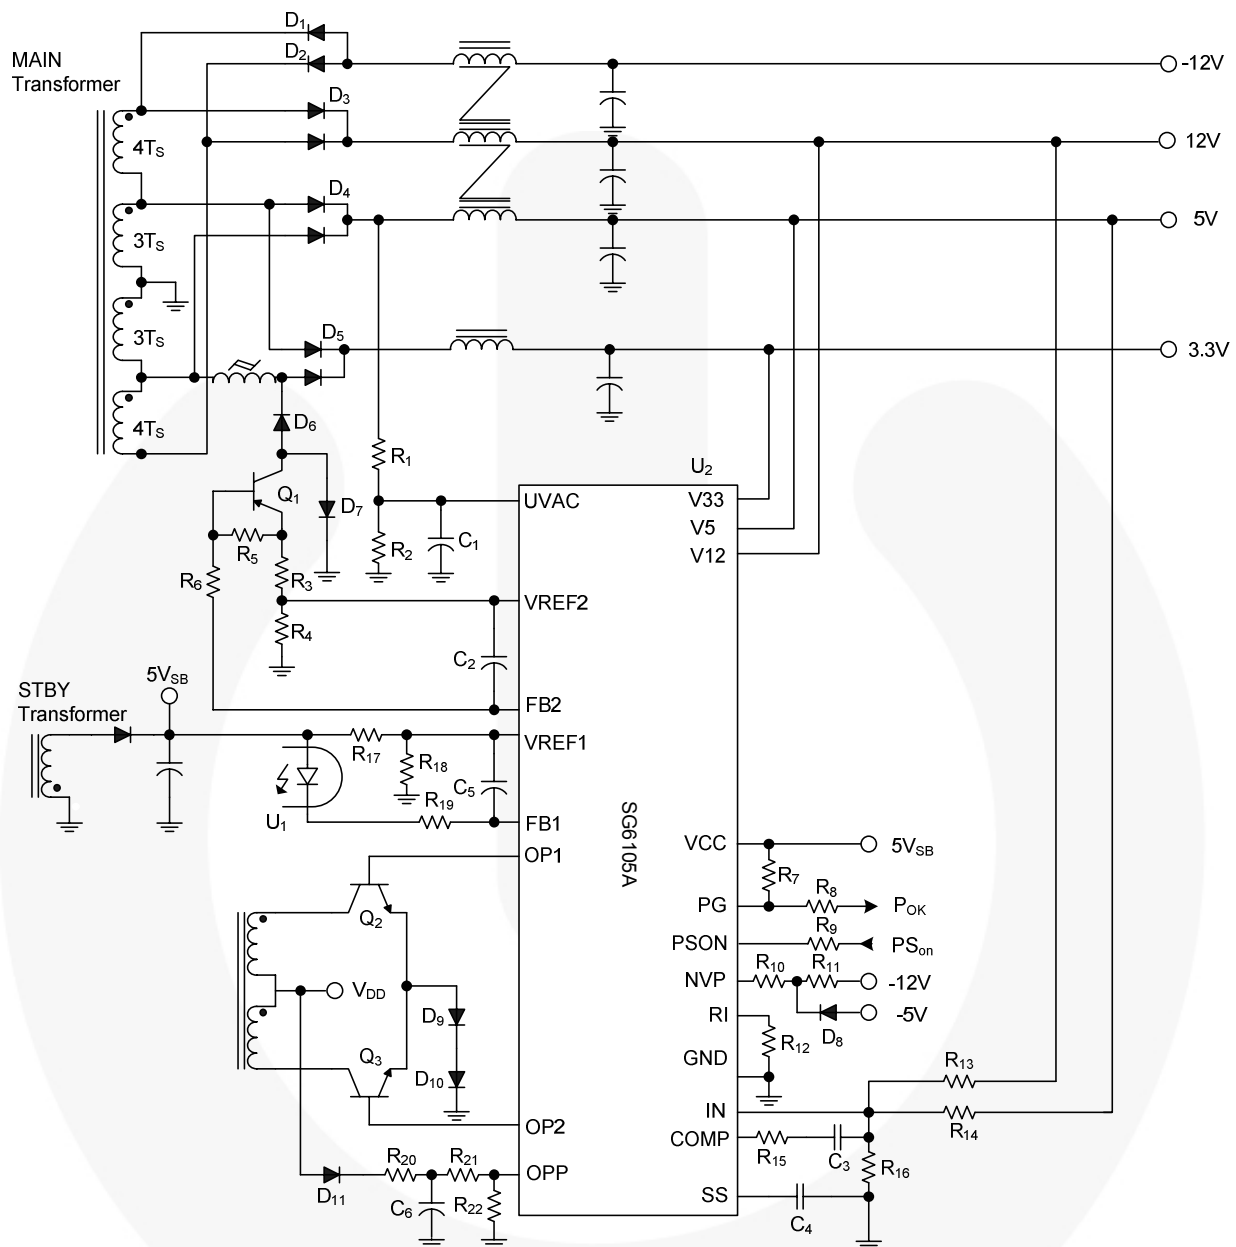 D1
MAIN
Transformer
D2
-12V
D3
12V
4TS
D4
5V
3TS
D5
3.3V
3TS
4TS
D6
R1
U2
Q1
D7
UVAC
V33
V5
V12
R5
R2
C1
R6
R3
VREF2
R4
C2
5VSB
STBY
Transformer
FB2
VREF1
R17
R18
C5
R19
U1
FB1
SG6105A
OP1
VCC
5VSB
R7
Q2
PG
R8
POK
R9
PSON
PSon
R10
R11
NVP
-12V
VDD
RI
-5V
D9
D8
R12
Q3
GND
D10
R13
IN
OP2
R14
COMP
R15
C3
R16
R20
R21
OPP
D11
C6
R22
SS
C4